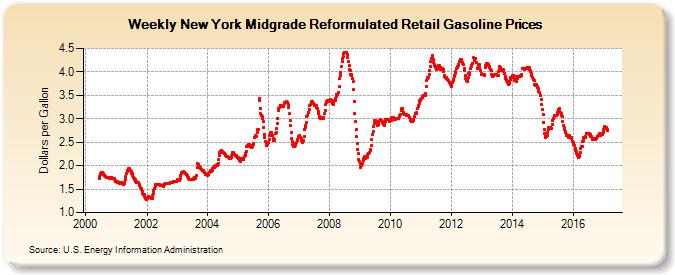 Weekly New York Midgrade Reformulated Retail Gasoline Prices
Dollars per Gallon
4.5
4.0
3.5
3.0
2.5
2.0
1.5
1.0
2000 2002 2004 2006 2008 2010 2012 2014 2016
Source: U.S. Energy Information Administration